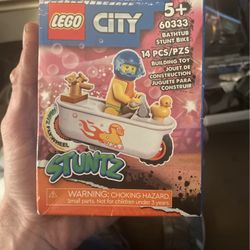 LEGO CITY
5+
60333
BATHTUB
STUNT BIKE
14 PCS/PZS
BUILDING TOY
JOUET DE
CONSTRUCTION
JUGUETE PARA
CONSTRUIR
STUNTZ
WARNING: CHOKING HAZARD.
Small parts. Not for children under 3 years.